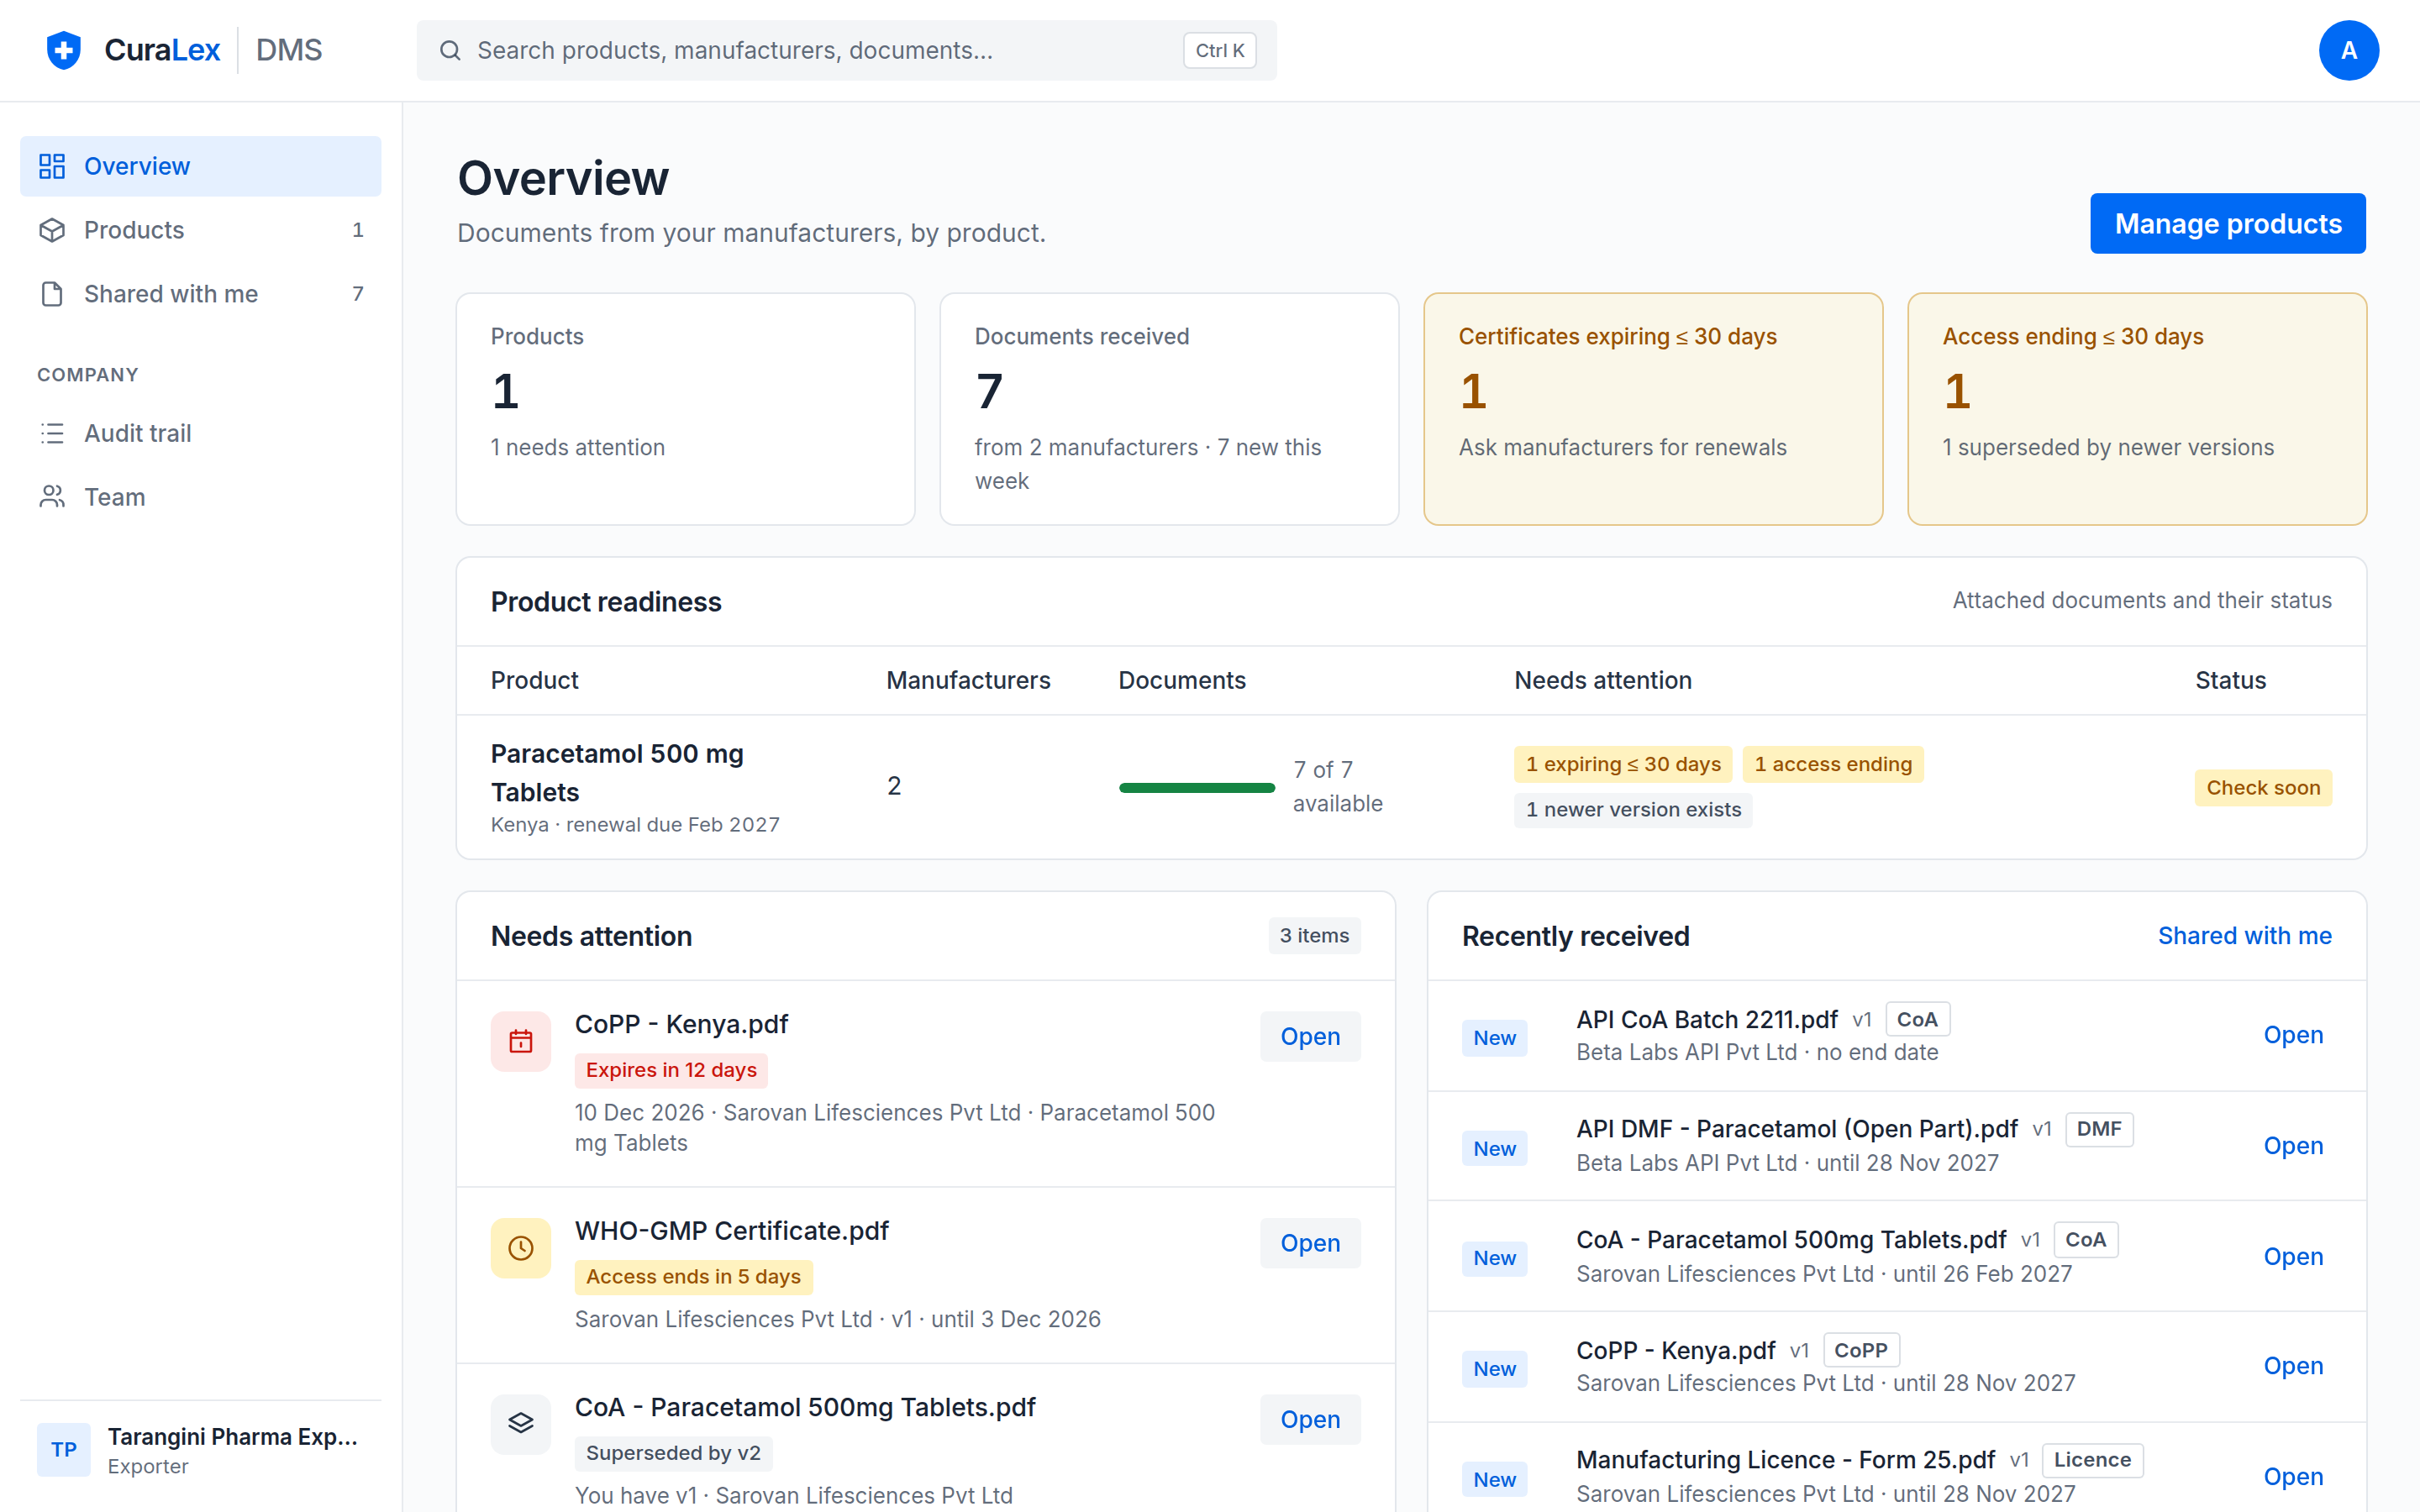 CuraLex DMS
Search products, manufacturers, documents...
Ctrl K
A
Overview
Products 1
Shared with me 7
COMPANY
Audit trail
Team
TP
Tarangini Pharma Exp...
Exporter
Overview
Documents from your manufacturers, by product.
Manage products
Products
1
1 needs attention
Documents received
7
from 2 manufacturers · 7 new this
week
Certificates expiring ≤ 30 days
1
Ask manufacturers for renewals
Access ending ≤ 30 days
1
1 superseded by newer versions
Product readiness
Attached documents and their status
Product Manufacturers Documents Needs attention Status
Paracetamol 500 mg
Tablets
Kenya · renewal due Feb 2027
2
7 of 7
available
1 expiring ≤ 30 days 1 access ending
1 newer version exists
Check soon
Needs attention
3 items
CoPP - Kenya.pdf
Expires in 12 days
10 Dec 2026 · Sarovan Lifesciences Pvt Ltd · Paracetamol 500
mg Tablets
Open
WHO-GMP Certificate.pdf
Access ends in 5 days
Sarovan Lifesciences Pvt Ltd · v1 · until 3 Dec 2026
Open
CoA - Paracetamol 500mg Tablets.pdf
Superseded by v2
You have v1 · Sarovan Lifesciences Pvt Ltd
Open
Recently received
Shared with me
New
API CoA Batch 2211.pdf v1 CoA
Beta Labs API Pvt Ltd · no end date
Open
New
API DMF - Paracetamol (Open Part).pdf v1 DMF
Beta Labs API Pvt Ltd · until 28 Nov 2027
Open
New
CoA - Paracetamol 500mg Tablets.pdf v1 CoA
Sarovan Lifesciences Pvt Ltd · until 26 Feb 2027
Open
New
CoPP - Kenya.pdf v1 CoPP
Sarovan Lifesciences Pvt Ltd · until 28 Nov 2027
Open
New
Manufacturing Licence - Form 25.pdf v1 Licence
Sarovan Lifesciences Pvt Ltd · until 28 Nov 2027
Open